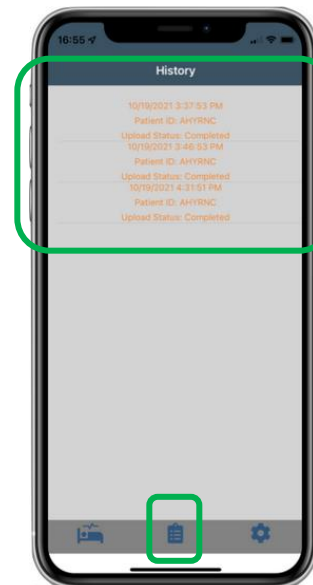 16:55
History
10/19/2021 3:37:53 PM
Patient ID: AHYRNC
Upload Status: Completed
10/19/2021 3:46:53 PM
Patient ID: AHYRNC
Upload Status: Completed
10/19/2021 4:31:51 PM
Patient ID: AHYRNC
Upload Status: Completed